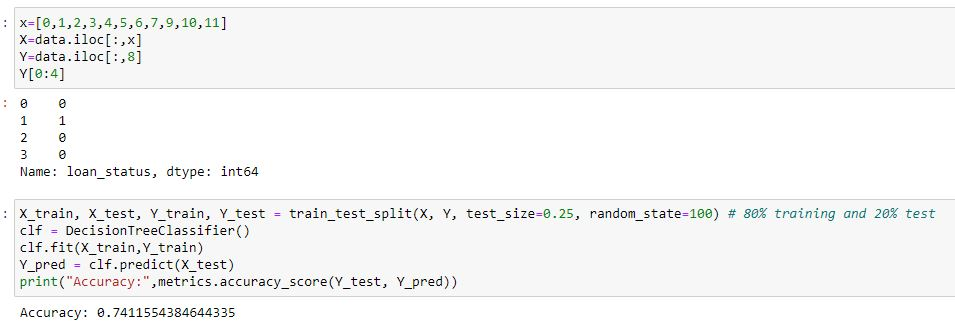 : x=[0,1,2,3,4,5,6,7,9,10,11]
X=data.iloc[:,x]
Y=data.iloc[:,8]
Y[0:4]
: 0    0
1    1
2    0
3    0
Name: loan_status, dtype: int64
: X_train, X_test, Y_train, Y_test = train_test_split(X, Y, test_size=0.25, random_state=100) # 80% training and 20% test
clf = DecisionTreeClassifier()
clf.fit(X_train,Y_train)
Y_pred = clf.predict(X_test)
print("Accuracy:",metrics.accuracy_score(Y_test, Y_pred))
Accuracy: 0.7411554384644335